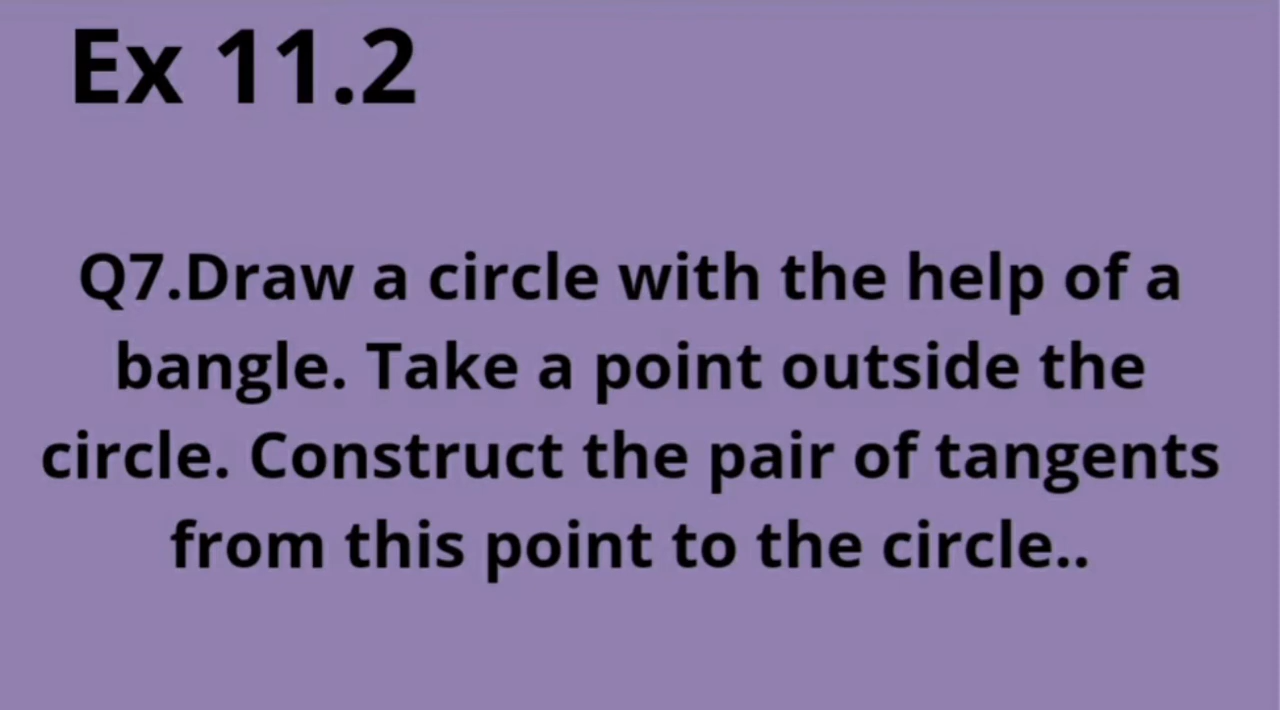 Ex 11.2
Q7.Draw a circle with the help of a
bangle. Take a point outside the
circle. Construct the pair of tangents
from this point to the circle..